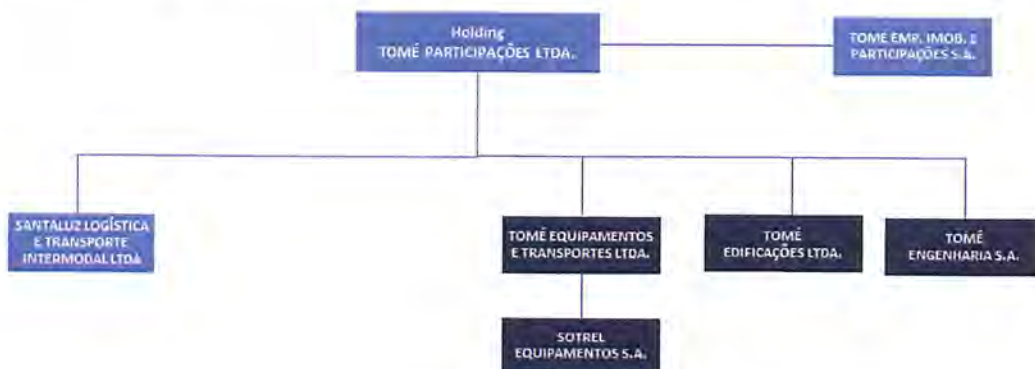 Holding
TOMÉ PARTICIPAÇÕES LTDA.
TOMÉ EMP. IMOB. E
PARTICIPAÇÕES S.A.
SANTALUZ LOGÍSTICA
E TRANSPORTE
INTERMODAL LTDA
TOMÉ EQUIPAMENTOS
E TRANSPORTES LTDA.
TOMÉ
EDIFICAÇÕES LTDA.
TOMÉ
ENGENHARIA S.A.
SOTREL
EQUIPAMENTOS S.A.